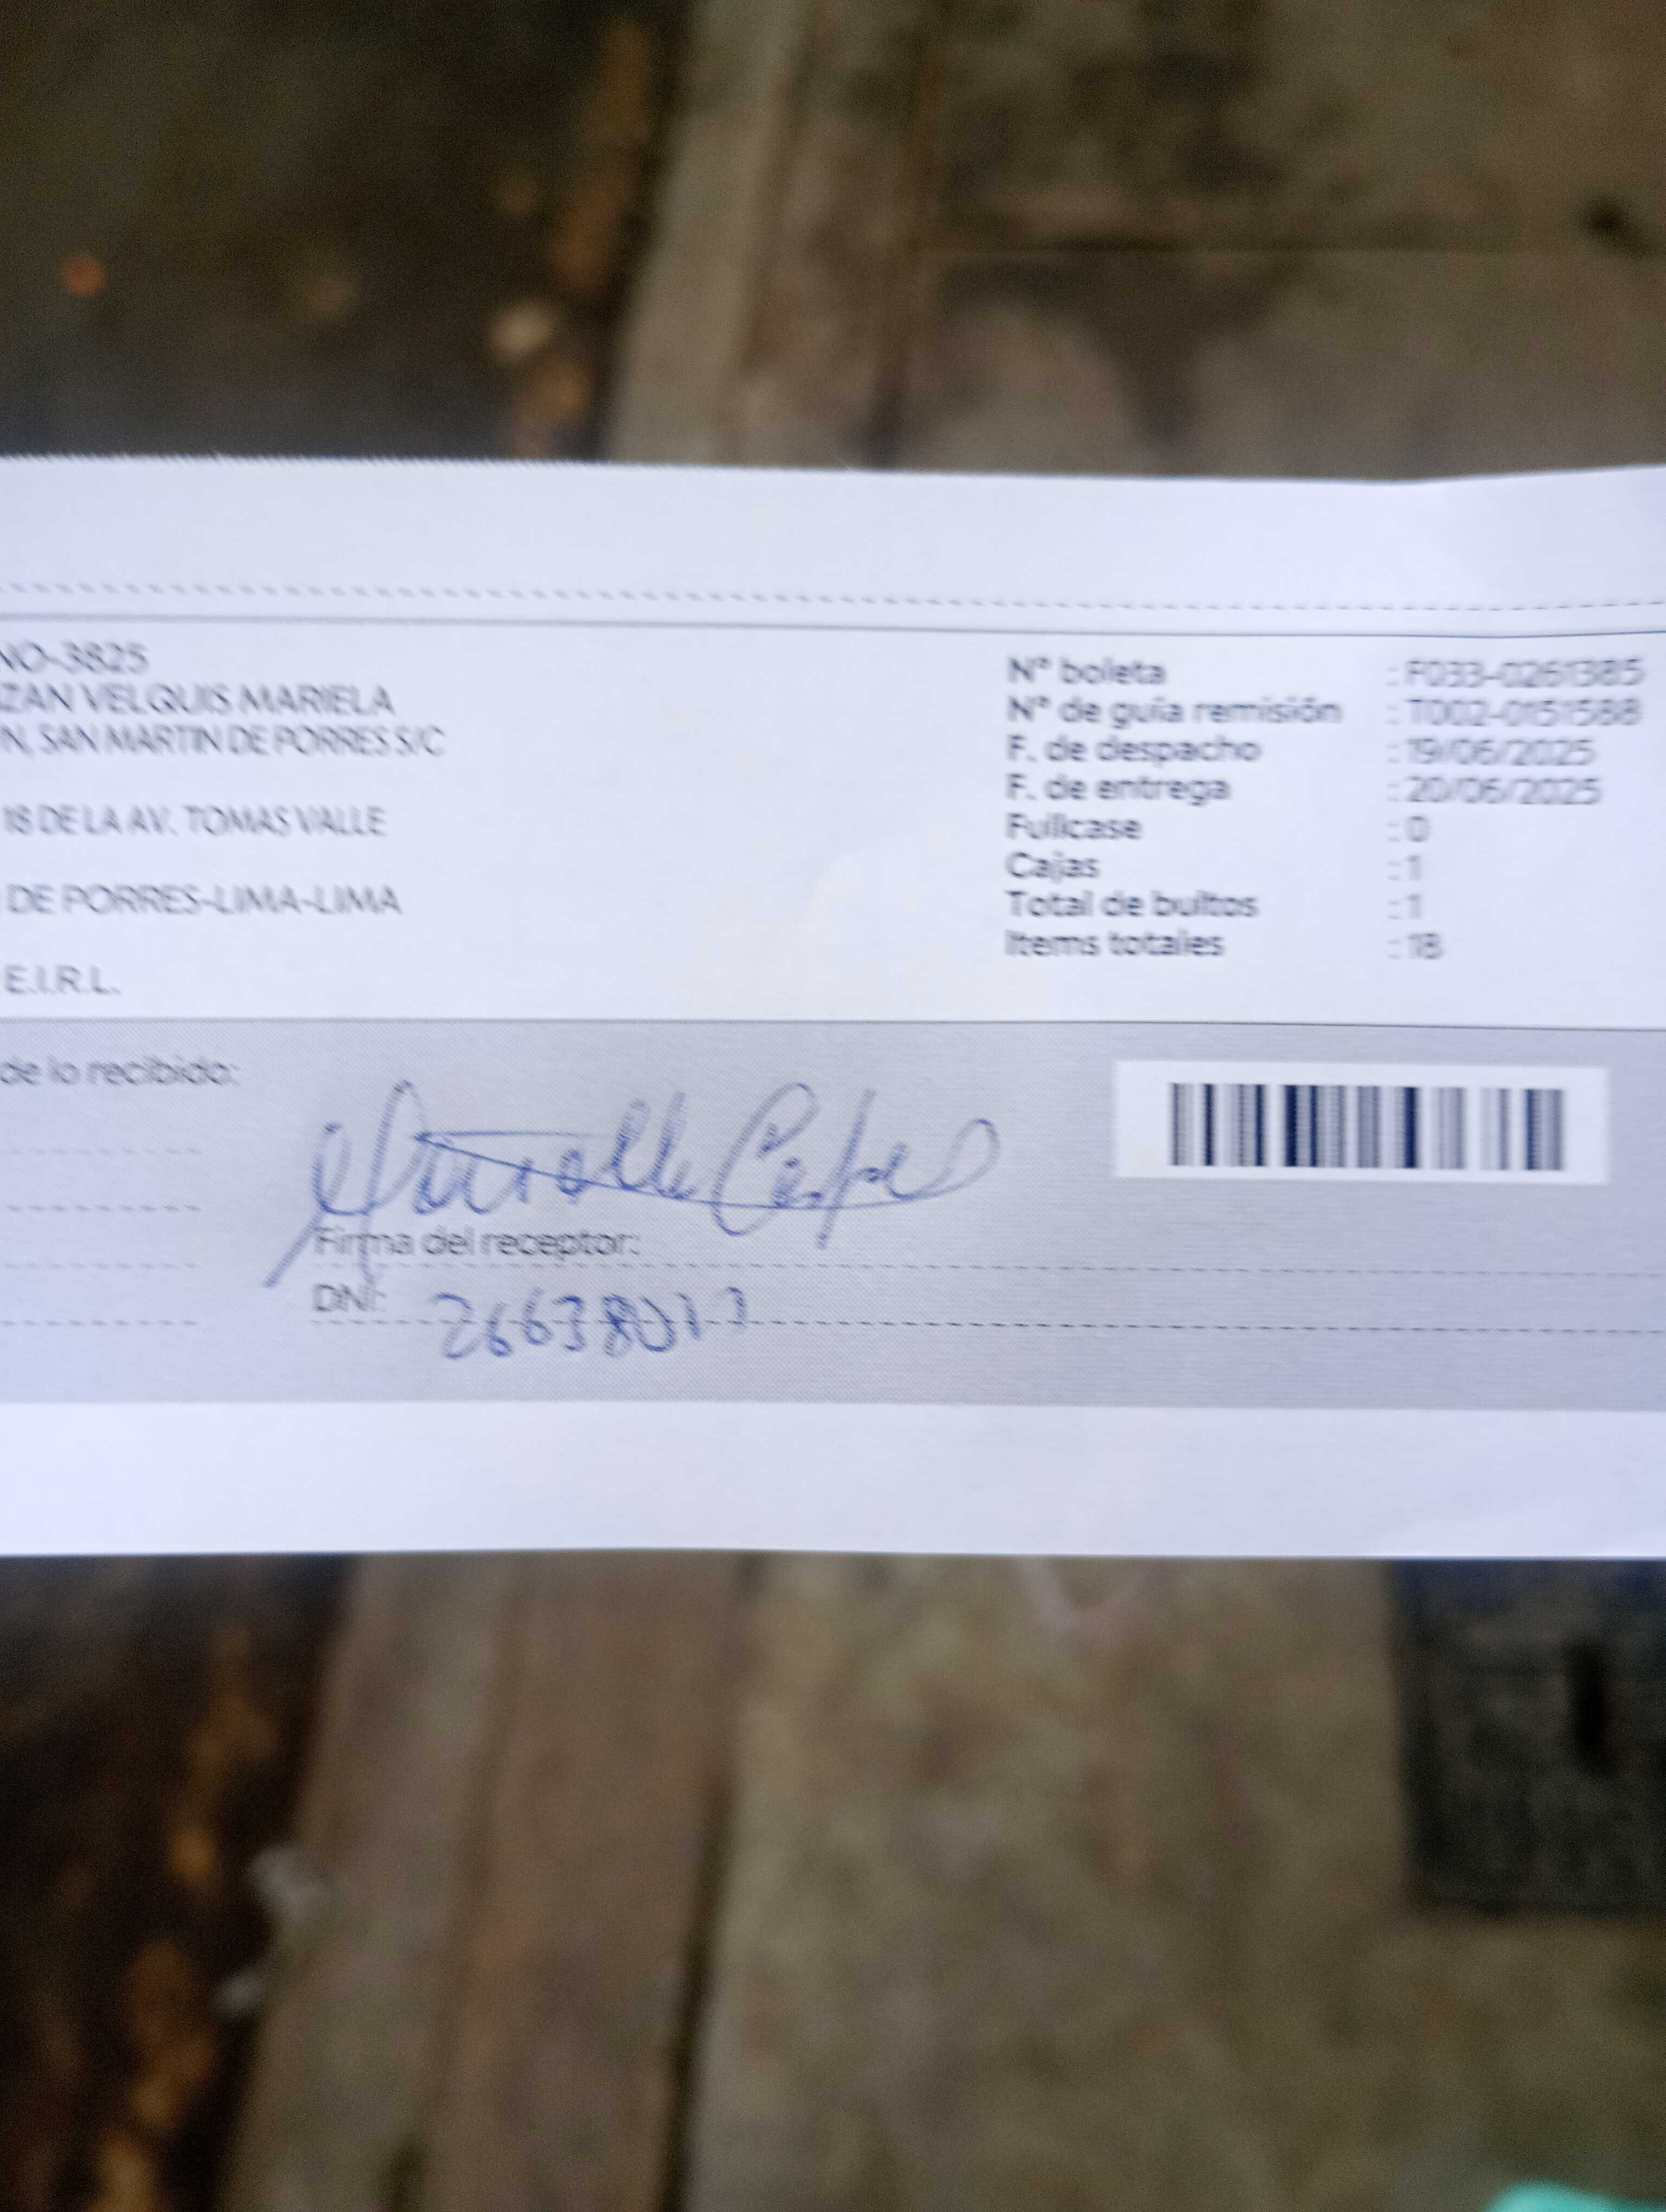 NO-3825
ZAN VELQUIS MARIELA
N, SAN MARTIN DE PORRES S/C
18 DE LA AV. TOMAS VALLE
DE PORRES-LIMA-LIMA
E.I.R.L.
N° boleta : F033-0261385
N° de guía remisión : T002-0151588
F. de despacho : 19/06/2025
F. de entrega : 20/06/2025
Fullcase : 0
Cajas : 1
Total de bultos : 1
Items totales : 18
de lo recibido:
Firma del receptor:
DNI: